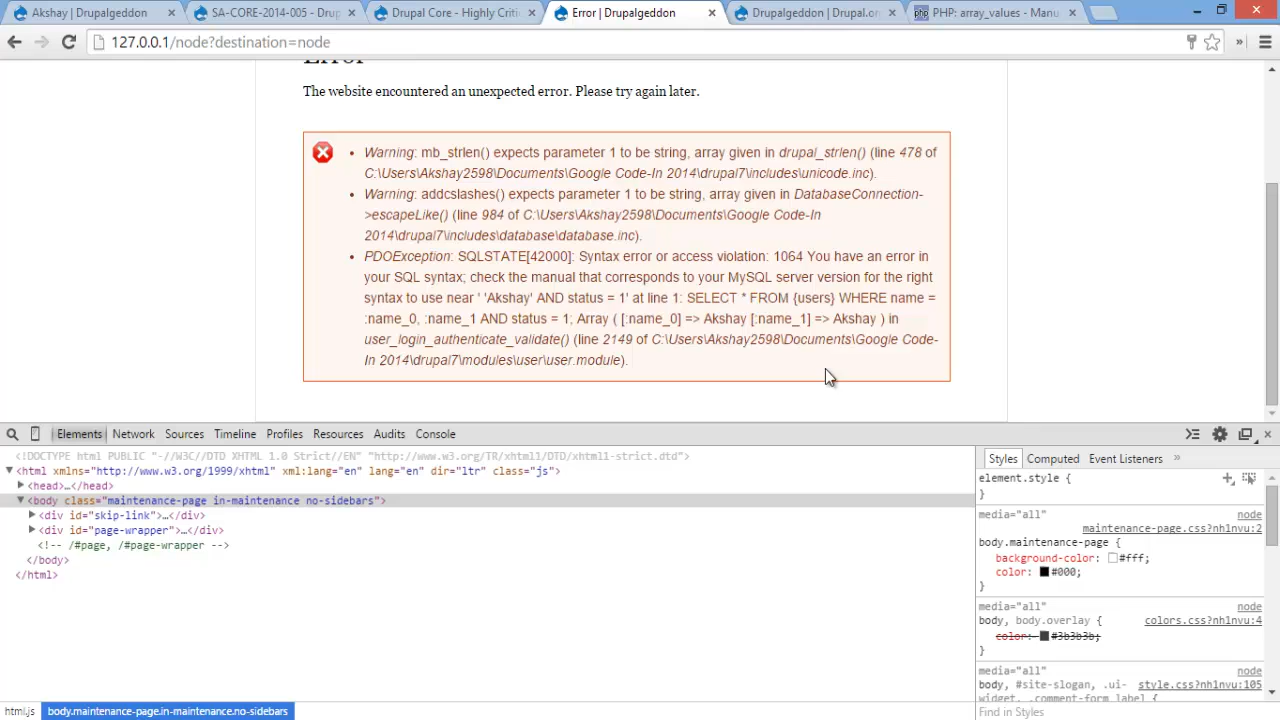 Akshay | Drupalgeddon
SA-CORE-2014-005 - Drup
Drupal Core - Highly Critic
Error | Drupalgeddon
Drupalgeddon | Drupal.or
PHP: array_values - Manu
127.0.0.1/node?destination=node
Error
The website encountered an unexpected error. Please try again later.
• Warning: mb_strlen() expects parameter 1 to be string, array given in drupal_strlen() (line 478 of
C:\Users\Akshay2598\Documents\Google Code-In 2014\drupal7\includes\unicode.inc).
• Warning: addcslashes() expects parameter 1 to be string, array given in DatabaseConnection-
>escapeLike() (line 984 of C:\Users\Akshay2598\Documents\Google Code-In
2014\drupal7\includes\database\database.inc).
• PDOException: SQLSTATE[42000]: Syntax error or access violation: 1064 You have an error in
your SQL syntax; check the manual that corresponds to your MySQL server version for the right
syntax to use near ' 'Akshay' AND status = 1' at line 1: SELECT * FROM {users} WHERE name =
:name_0, :name_1 AND status = 1; Array ( [:name_0] => Akshay [:name_1] => Akshay ) in
user_login_authenticate_validate() (line 2149 of C:\Users\Akshay2598\Documents\Google Code-
In 2014\drupal7\modules\user\user.module).
Elements Network Sources Timeline Profiles Resources Audits Console
<!DOCTYPE html PUBLIC "-//W3C//DTD XHTML 1.0 Strict//EN" "http://www.w3.org/TR/xhtml1/DTD/xhtml1-strict.dtd">
<html xmlns="http://www.w3.org/1999/xhtml" xml:lang="en" lang="en" dir="ltr" class="js">
<head>…</head>
<body class="maintenance-page in-maintenance no-sidebars">
<div id="skip-link">…</div>
<div id="page-wrapper">…</div>
<!-- /#page, /#page-wrapper -->
</body>
</html>
Styles Computed Event Listeners »
element.style {
}
media="all" node
maintenance-page.css?nh1nvu:2
body.maintenance-page {
background-color: #fff;
color: #000;
}
media="all" node
body, body.overlay { colors.css?nh1nvu:4
color: #3b3b3b;
}
media="all" node
body, #site-slogan, .ui- style.css?nh1nvu:105
widget, .comment-form label {
html.js body.maintenance-page.in-maintenance.no-sidebars
Find in Styles